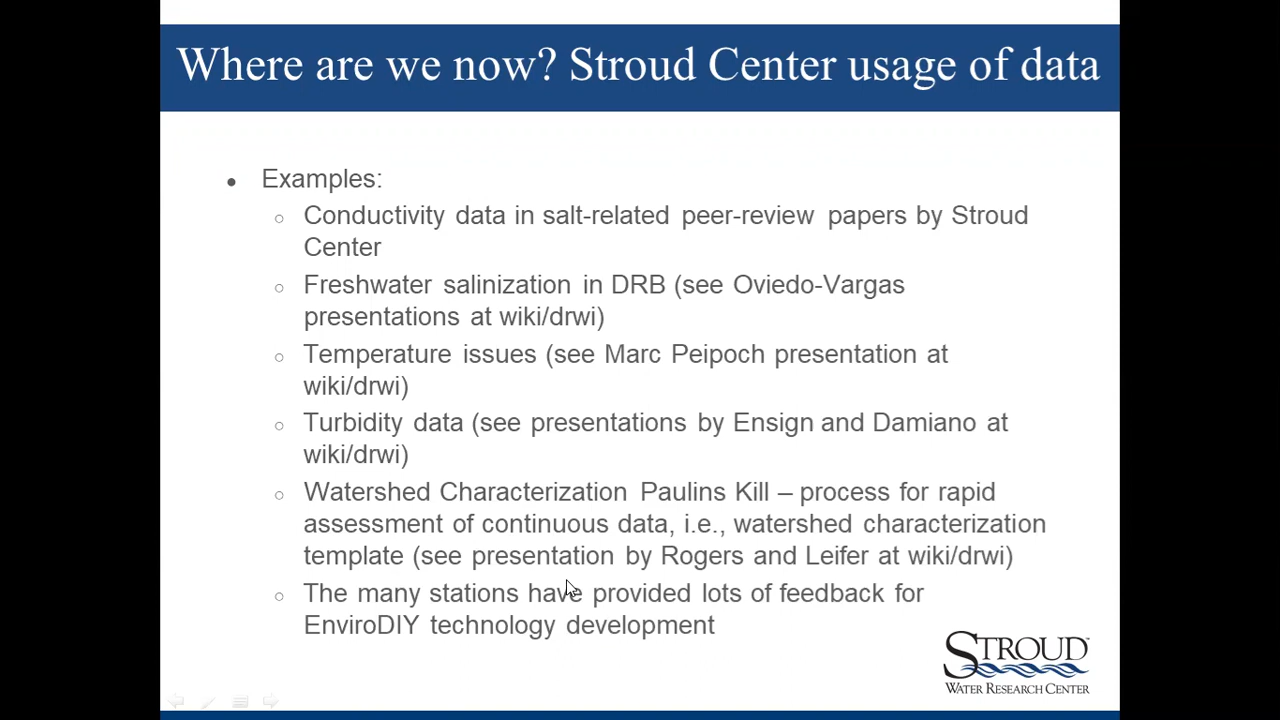 Where are we now? Stroud Center usage of data
• Examples:
○ Conductivity data in salt-related peer-review papers by Stroud
Center
○ Freshwater salinization in DRB (see Oviedo-Vargas
presentations at wiki/drwi)
○ Temperature issues (see Marc Peipoch presentation at
wiki/drwi)
○ Turbidity data (see presentations by Ensign and Damiano at
wiki/drwi)
○ Watershed Characterization Paulins Kill – process for rapid
assessment of continuous data, i.e., watershed characterization
template (see presentation by Rogers and Leifer at wiki/drwi)
○ The many stations have provided lots of feedback for
EnviroDIY technology development
STROUD
WATER RESEARCH CENTER